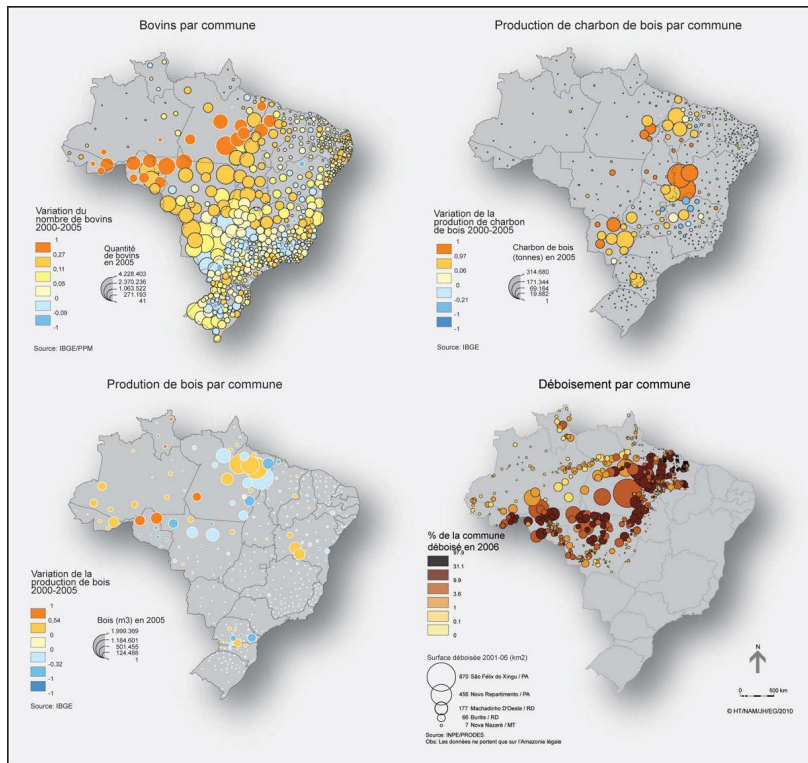 Bovins par commune
Variation du
nombre de bovins
2000-2005
1
0,27
0,11
0,05
0
-0,09
-1
Quantité
de bovins
en 2005
4.228.403
2.370.236
1.063.522
271.193
41
Source: IBGE/PPM
Production de charbon de bois par commune
Variation de la
prodution de charbon
de bois 2000-2005
1
0,97
0,06
0
-0,21
-1
-1
Charbon de bois
(tonnes) en 2005
314.680
171.344
69.164
19.882
1
Source: IBGE
Prodution de bois par commune
Variation de la
production de bois
2000-2005
1
0,54
0
0
-0,32
-1
-1
Bois (m3) en 2005
1.999.369
1.184.601
501.455
124.488
1
Source: IBGE
Déboisement par commune
% de la commune
déboisé en 2006
97.9
31.1
9.9
3.6
1
0.1
0
Surface déboisée 2001-06 (km2)
870 São Félix do Xingu / PA
456 Novo Repartimento / PA
177 Machadinho D'Oeste / RD
66 Buritis / RD
7 Nova Nazaré / MT
Source: INPE/PRODES
Obs: Les données ne portent que sur l'Amazonie légale
N
0 500 km
© HT/NAM/JH/EG/2010